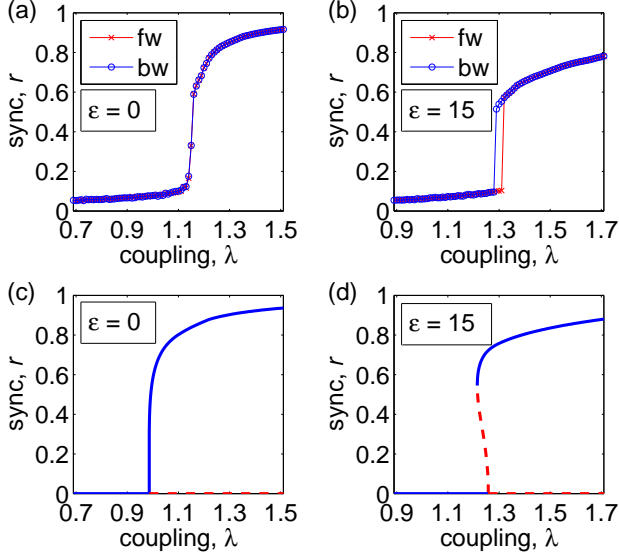 (a)
fw
bw
ε = 0
sync, r
1
0.8
0.6
0.4
0.2
0
0.7 0.9 1.1 1.3 1.5
coupling, λ
(b)
fw
bw
ε = 15
sync, r
1
0.8
0.6
0.4
0.2
0
0.9 1.1 1.3 1.5 1.7
coupling, λ
(c)
ε = 0
sync, r
1
0.8
0.6
0.4
0.2
0
0.7 0.9 1.1 1.3 1.5
coupling, λ
(d)
ε = 15
sync, r
1
0.8
0.6
0.4
0.2
0
0.9 1.1 1.3 1.5 1.7
coupling, λ